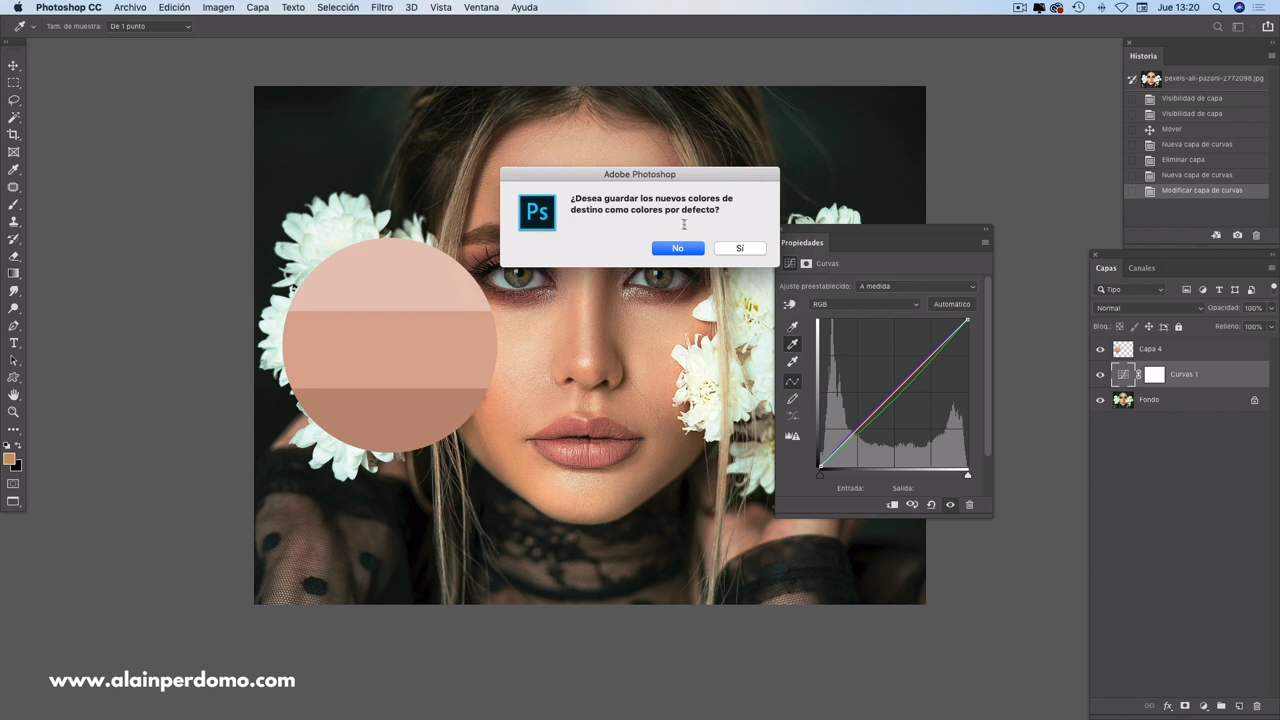 Photoshop CC Archivo Edición Imagen Capa Texto Selección Filtro 3D Vista Ventana Ayuda
Jue 13:20
Tam. de muestra: De 1 punto
Historia
pexels-ali-pazani-2772098.jpg
Visibilidad de capa
Visibilidad de capa
Mover
Nueva capa de curvas
Eliminar capa
Nueva capa de curvas
Modificar capa de curvas
Adobe Photoshop
Ps
¿Desea guardar los nuevos colores de
destino como colores por defecto?
No
Sí
Propiedades
Curvas
Ajuste preestablecido: A medida
RGB
Automático
Entrada: Salida:
Capas Canales
Tipo
Normal Opacidad: 100%
Bloq.: Relleno: 100%
Capa 4
Curvas 1
Fondo
www.alainperdomo.com